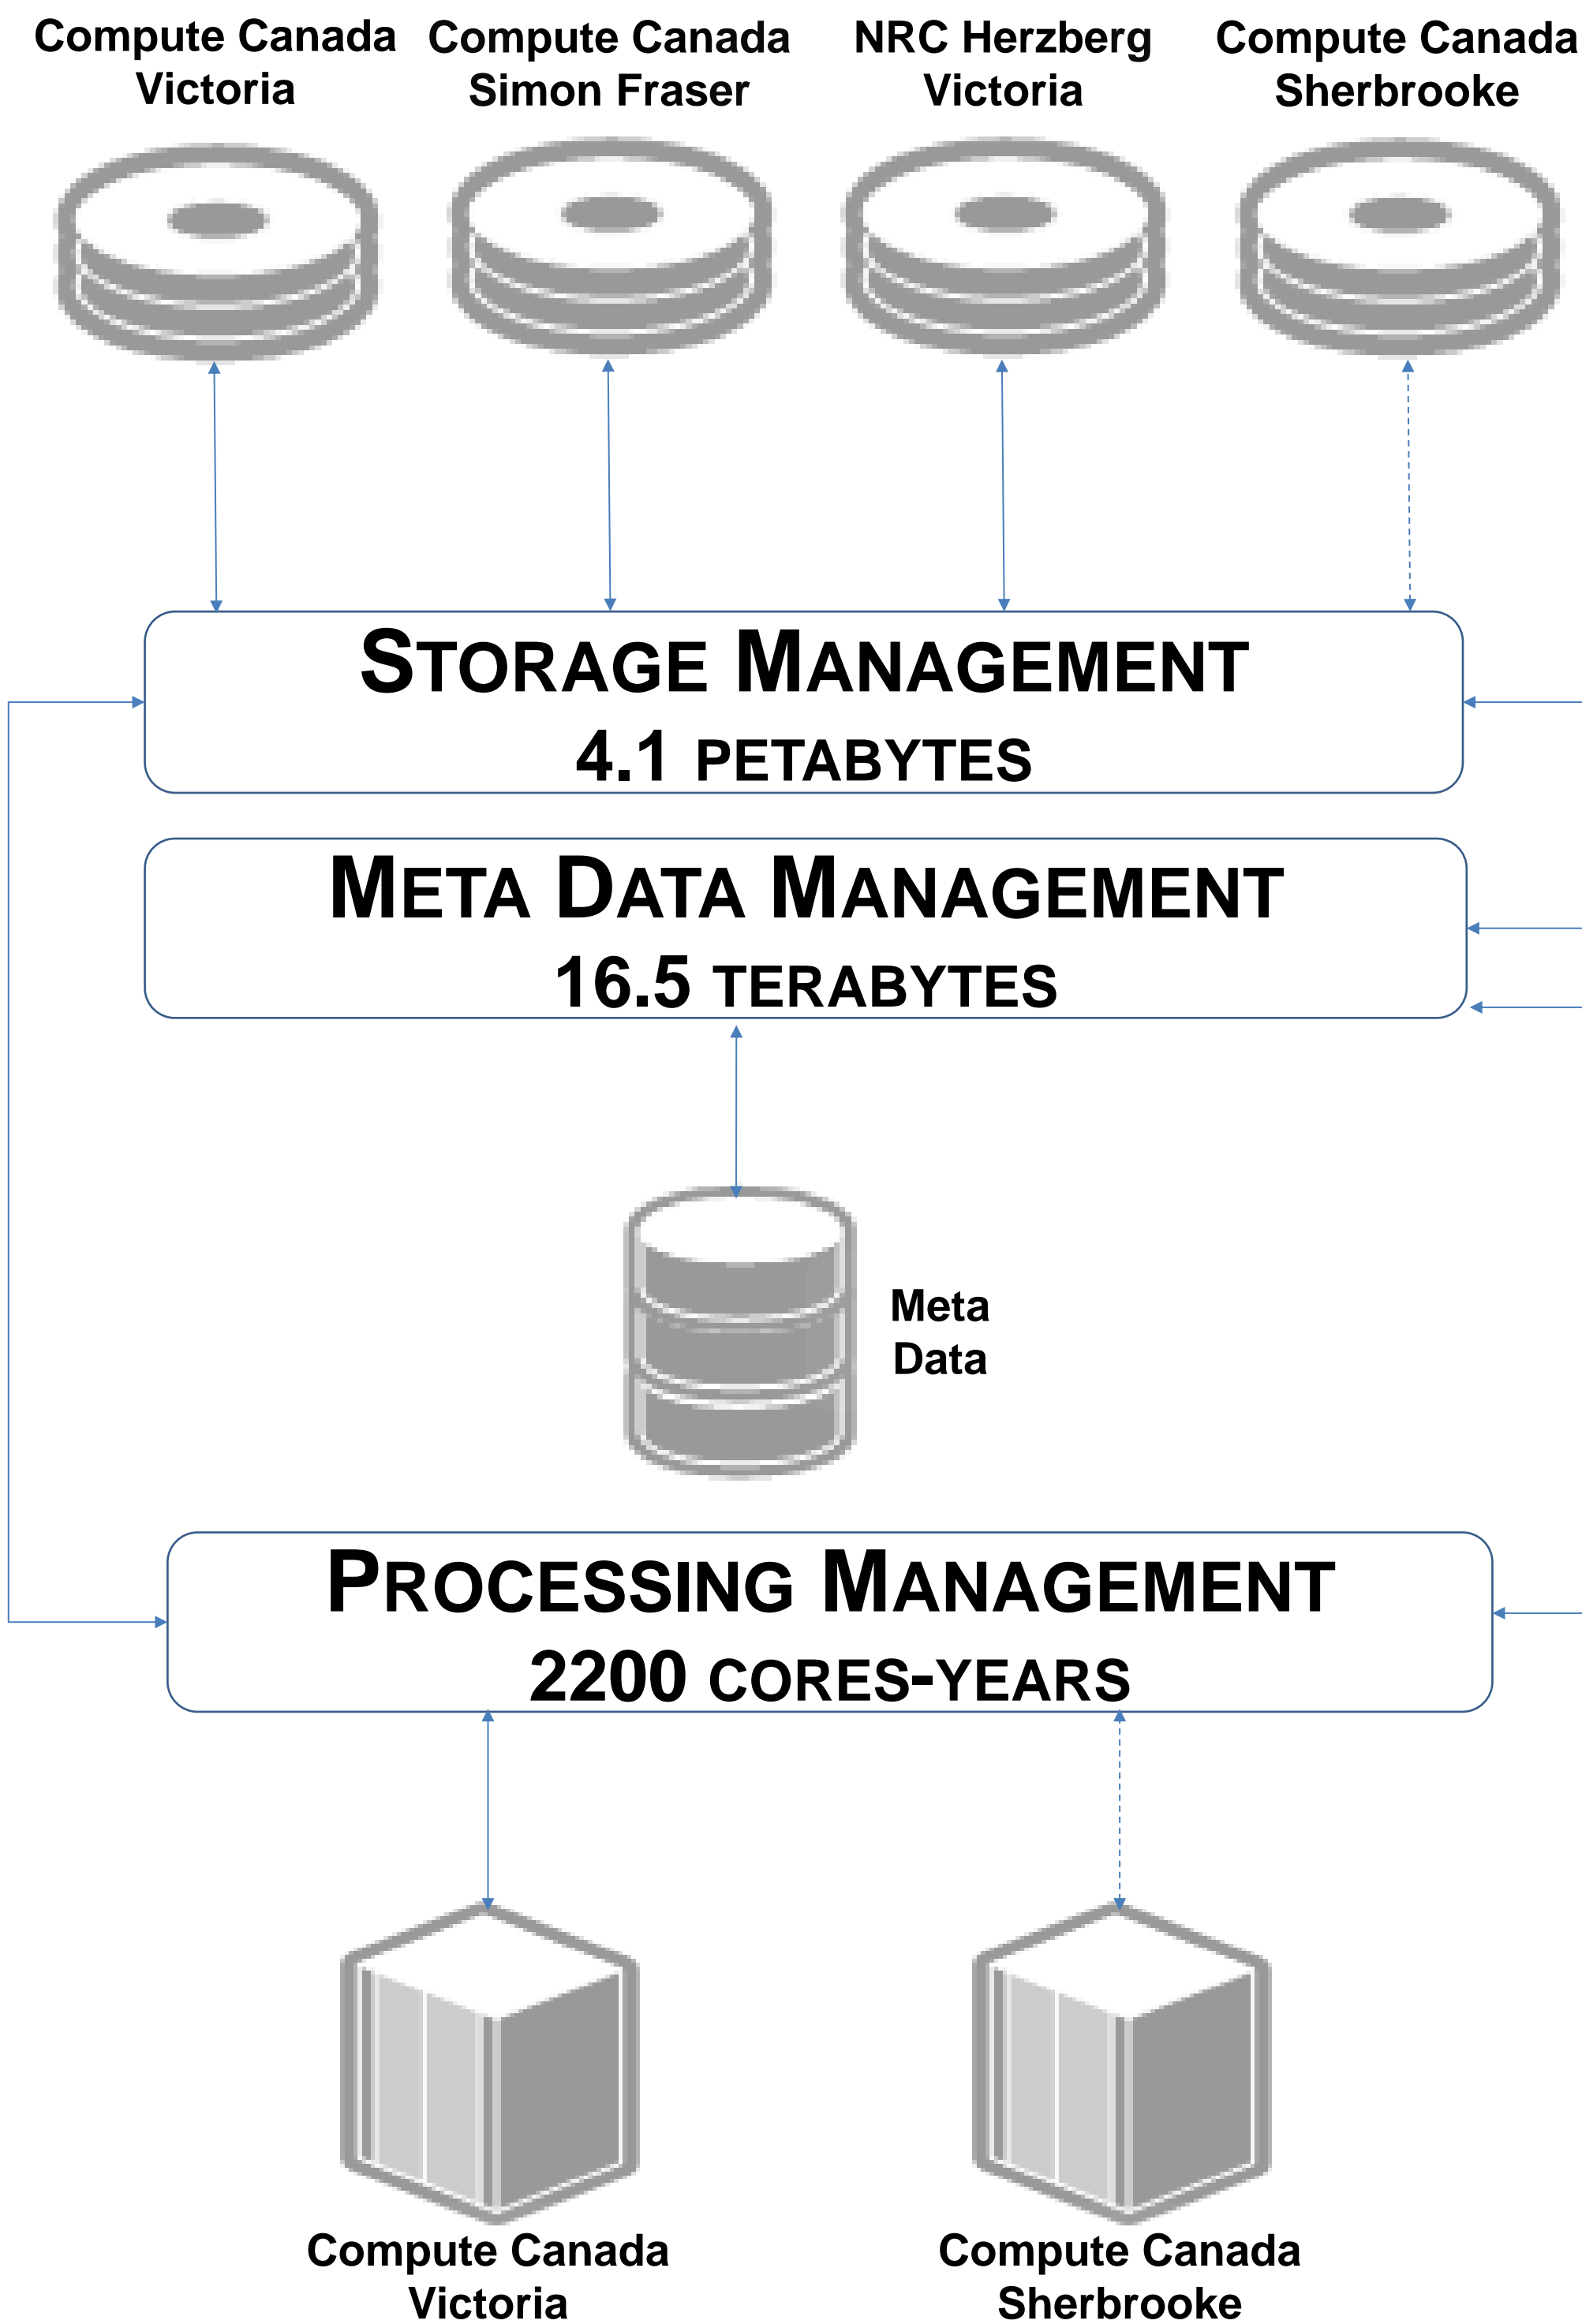 Compute Canada
Victoria
Compute Canada
Simon Fraser
NRC Herzberg
Victoria
Compute Canada
Sherbrooke
STORAGE MANAGEMENT
4.1 PETABYTES
META DATA MANAGEMENT
16.5 TERABYTES
Meta
Data
PROCESSING MANAGEMENT
2200 CORES-YEARS
Compute Canada
Victoria
Compute Canada
Sherbrooke